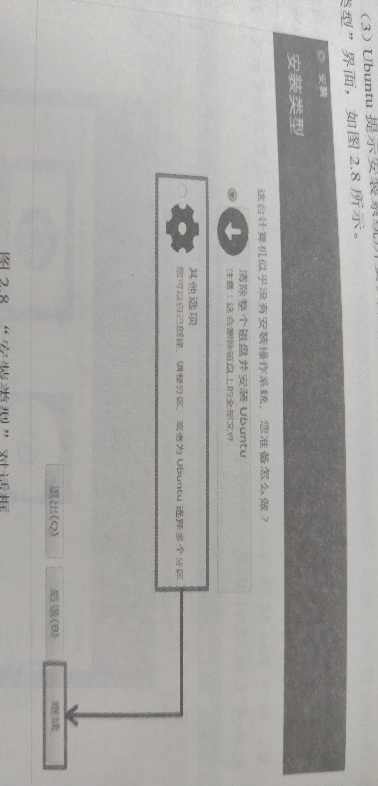 （3）Ubuntu 提示安装系统
类型”界面，如图 2.8 所示。
安装
安装类型
这台计算机似乎没有安装操作系统。您准备怎么做？
清除整个磁盘并安装 Ubuntu
注意：这会删除磁盘上的全部文件
其他选项
您可以自己创建、调整分区，或者为 Ubuntu 选择多个分区
退出(Q)
后退(B)
继续
图 2.8 “安装类型”对话框